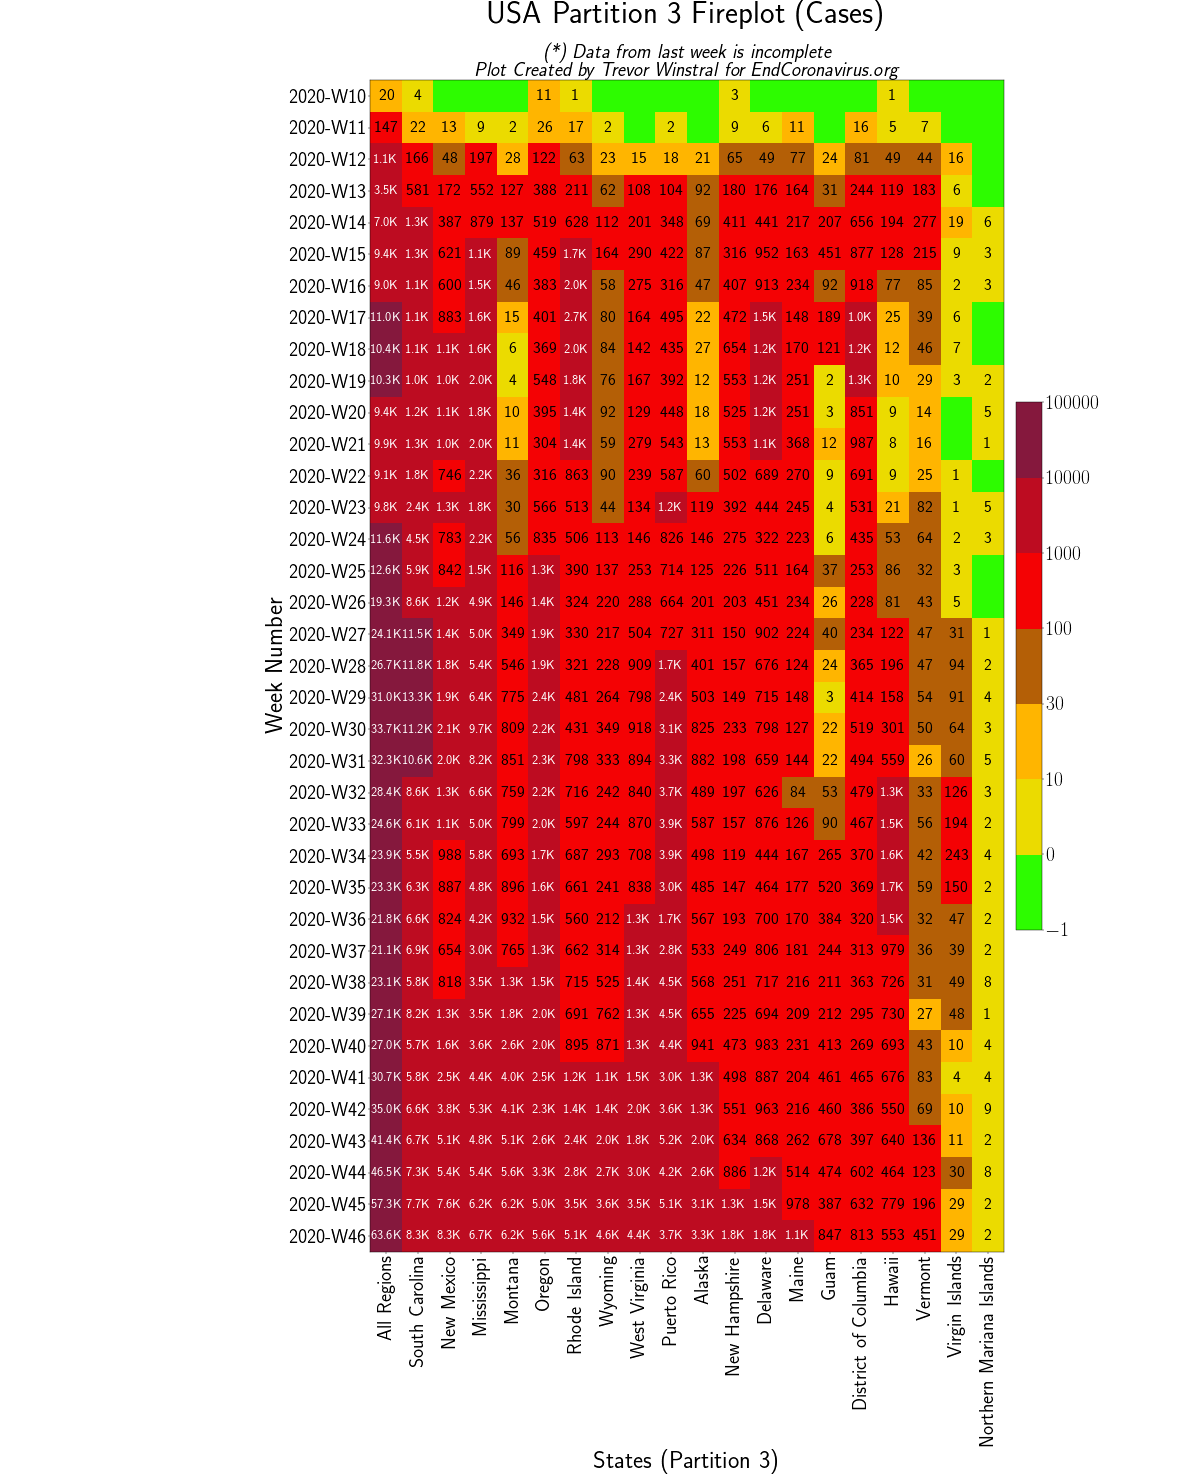 USA Partition 3 Fireplot (Cases)
(*) Data from last week is incomplete
Plot Created by Trevor Winstral for EndCoronavirus.org
2020-W10 20 4 11 1 3 1
2020-W11 147 22 13 9 2 26 17 2 2 9 6 11 16 5 7
2020-W12 1.1K 166 48 197 28 122 63 23 15 18 21 65 49 77 24 81 49 44 16
2020-W13 3.5K 581 172 552 127 388 211 62 108 104 92 180 176 164 31 244 119 183 6
2020-W14 7.0K 1.3K 387 879 137 519 628 112 201 348 69 411 441 217 207 656 194 277 19 6
2020-W15 9.4K 1.3K 621 1.1K 89 459 1.7K 164 290 422 87 316 952 163 451 877 128 215 9 3
2020-W16 9.0K 1.1K 600 1.5K 46 383 2.0K 58 275 316 47 407 913 234 92 918 77 85 2 3
2020-W17 11.0K 1.1K 883 1.6K 15 401 2.7K 80 164 495 22 472 1.5K 148 189 1.0K 25 39 6
2020-W18 10.4K 1.1K 1.1K 1.6K 6 369 2.0K 84 142 435 27 654 1.2K 170 121 1.2K 12 46 7
2020-W19 10.3K 1.0K 1.0K 2.0K 4 548 1.8K 76 167 392 12 553 1.2K 251 2 1.3K 10 29 3 2
2020-W20 9.4K 1.2K 1.1K 1.8K 10 395 1.4K 92 129 448 18 525 1.2K 251 3 851 9 14 5
2020-W21 9.9K 1.3K 1.0K 2.0K 11 304 1.4K 59 279 543 13 553 1.1K 368 12 987 8 16 1
2020-W22 9.1K 1.8K 746 2.2K 36 316 863 90 239 587 60 502 689 270 9 691 9 25 1
2020-W23 9.8K 2.4K 1.3K 1.8K 30 566 513 44 134 1.2K 119 392 444 245 4 531 21 82 1 5
2020-W24 11.6K 4.5K 783 2.2K 56 835 506 113 146 826 146 275 322 223 6 435 53 64 2 3
2020-W25 12.6K 5.9K 842 1.5K 116 1.3K 390 137 253 714 125 226 511 164 37 253 86 32 3
2020-W26 19.3K 8.6K 1.2K 4.9K 146 1.4K 324 220 288 664 201 203 451 234 26 228 81 43 5
2020-W27 24.1K 11.5K 1.4K 5.0K 349 1.9K 330 217 504 727 311 150 902 224 40 234 122 47 31 1
2020-W28 26.7K 11.8K 1.8K 5.4K 546 1.9K 321 228 909 1.7K 401 157 676 124 24 365 196 47 94 2
2020-W29 31.0K 13.3K 1.9K 6.4K 775 2.4K 481 264 798 2.4K 503 149 715 148 3 414 158 54 91 4
2020-W30 33.7K 11.2K 2.1K 9.7K 809 2.2K 431 349 918 3.1K 825 233 798 127 22 519 301 50 64 3
2020-W31 32.3K 10.6K 2.0K 8.2K 851 2.3K 798 333 894 3.3K 882 198 659 144 22 494 559 26 60 5
2020-W32 28.4K 8.6K 1.3K 6.6K 759 2.2K 716 242 840 3.7K 489 197 626 84 53 479 1.3K 33 126 3
2020-W33 24.6K 6.1K 1.1K 5.0K 799 2.0K 597 244 870 3.9K 587 157 876 126 90 467 1.5K 56 194 2
2020-W34 23.9K 5.5K 988 5.8K 693 1.7K 687 293 708 3.9K 498 119 444 167 265 370 1.6K 42 243 4
2020-W35 23.3K 6.3K 887 4.8K 896 1.6K 661 241 838 3.0K 485 147 464 177 520 369 1.7K 59 150 2
2020-W36 21.8K 6.6K 824 4.2K 932 1.5K 560 212 1.3K 1.7K 567 193 700 170 384 320 1.5K 32 47 2
2020-W37 21.1K 6.9K 654 3.0K 765 1.3K 662 314 1.3K 2.8K 533 249 806 181 244 313 979 36 39 2
2020-W38 23.1K 5.8K 818 3.5K 1.3K 1.5K 715 525 1.4K 4.5K 568 251 717 216 211 363 726 31 49 8
2020-W39 27.1K 8.2K 1.3K 3.5K 1.8K 2.0K 691 762 1.3K 4.5K 655 225 694 209 212 295 730 27 48 1
2020-W40 27.0K 5.7K 1.6K 3.6K 2.6K 2.0K 895 871 1.3K 4.4K 941 473 983 231 413 269 693 43 10 4
2020-W41 30.7K 5.8K 2.5K 4.4K 4.0K 2.5K 1.2K 1.1K 1.5K 3.0K 1.3K 498 887 204 461 465 676 83 4 4
2020-W42 35.0K 6.6K 3.8K 5.3K 4.1K 2.3K 1.4K 1.4K 2.0K 3.6K 1.3K 551 963 216 460 386 550 69 10 9
2020-W43 41.4K 6.7K 5.1K 4.8K 5.1K 2.6K 2.4K 2.0K 1.8K 5.2K 2.0K 634 868 262 678 397 640 136 11 2
2020-W44 46.5K 7.3K 5.4K 5.4K 5.6K 3.3K 2.8K 2.7K 3.0K 4.2K 2.6K 886 1.2K 514 474 602 464 123 30 8
2020-W45 57.3K 7.7K 7.6K 6.2K 6.2K 5.0K 3.5K 3.6K 3.5K 5.1K 3.1K 1.3K 1.5K 978 387 632 779 196 29 2
2020-W46 63.6K 8.3K 8.3K 6.7K 6.2K 5.6K 5.1K 4.6K 4.4K 3.7K 3.3K 1.8K 1.8K 1.1K 847 813 553 451 29 2
Week Number
All Regions
South Carolina
New Mexico
Mississippi
Montana
Oregon
Rhode Island
Wyoming
West Virginia
Puerto Rico
Alaska
New Hampshire
Delaware
Maine
Guam
District of Columbia
Hawaii
Vermont
Virgin Islands
Northern Mariana Islands
States (Partition 3)
100000
10000
1000
100
30
10
0
−1